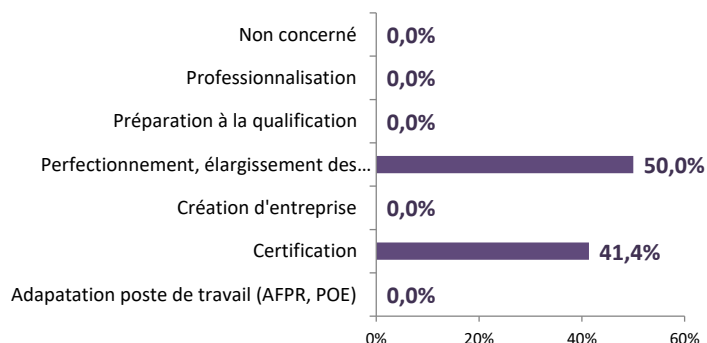 Non concerné 0,0%
Professionnalisation 0,0%
Préparation à la qualification 0,0%
Perfectionnement, élargissement des... 50,0%
Création d'entreprise 0,0%
Certification 41,4%
Adapatation poste de travail (AFPR, POE) 0,0%
0% 20% 40% 60%